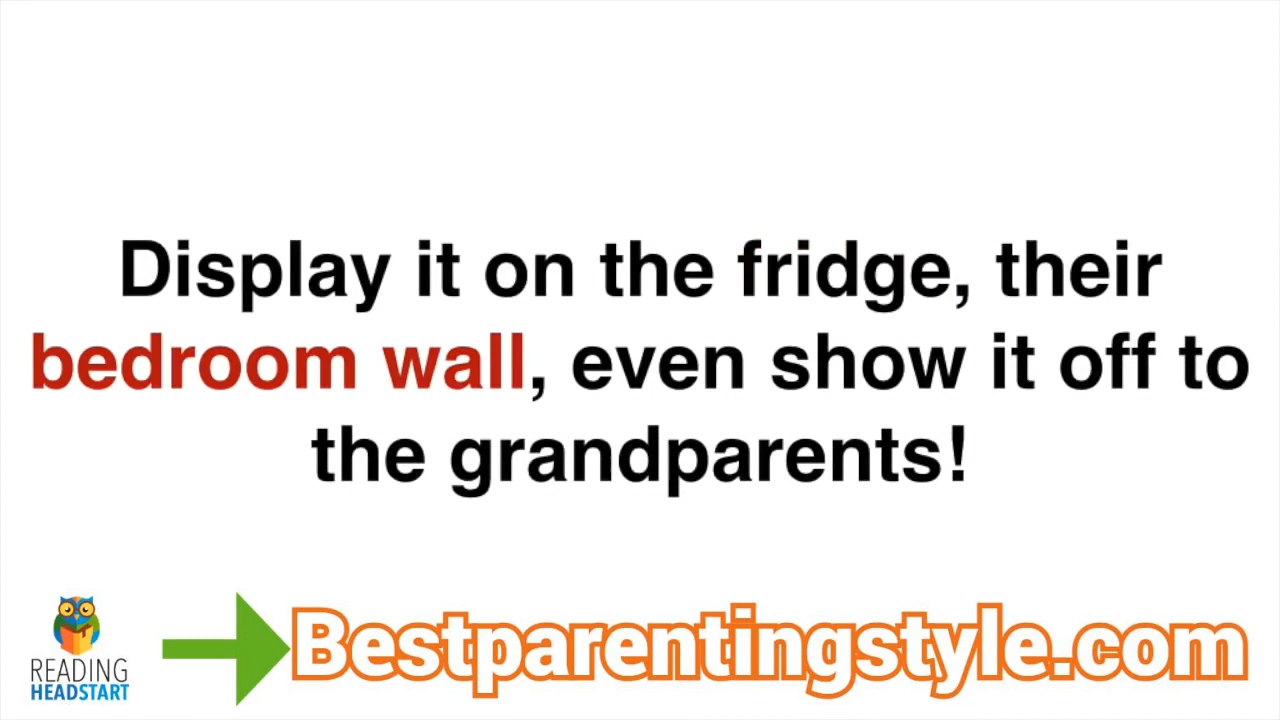 Display it on the fridge, their
bedroom wall, even show it off to
the grandparents!
READING
HEADSTART
Bestparentingstyle.com